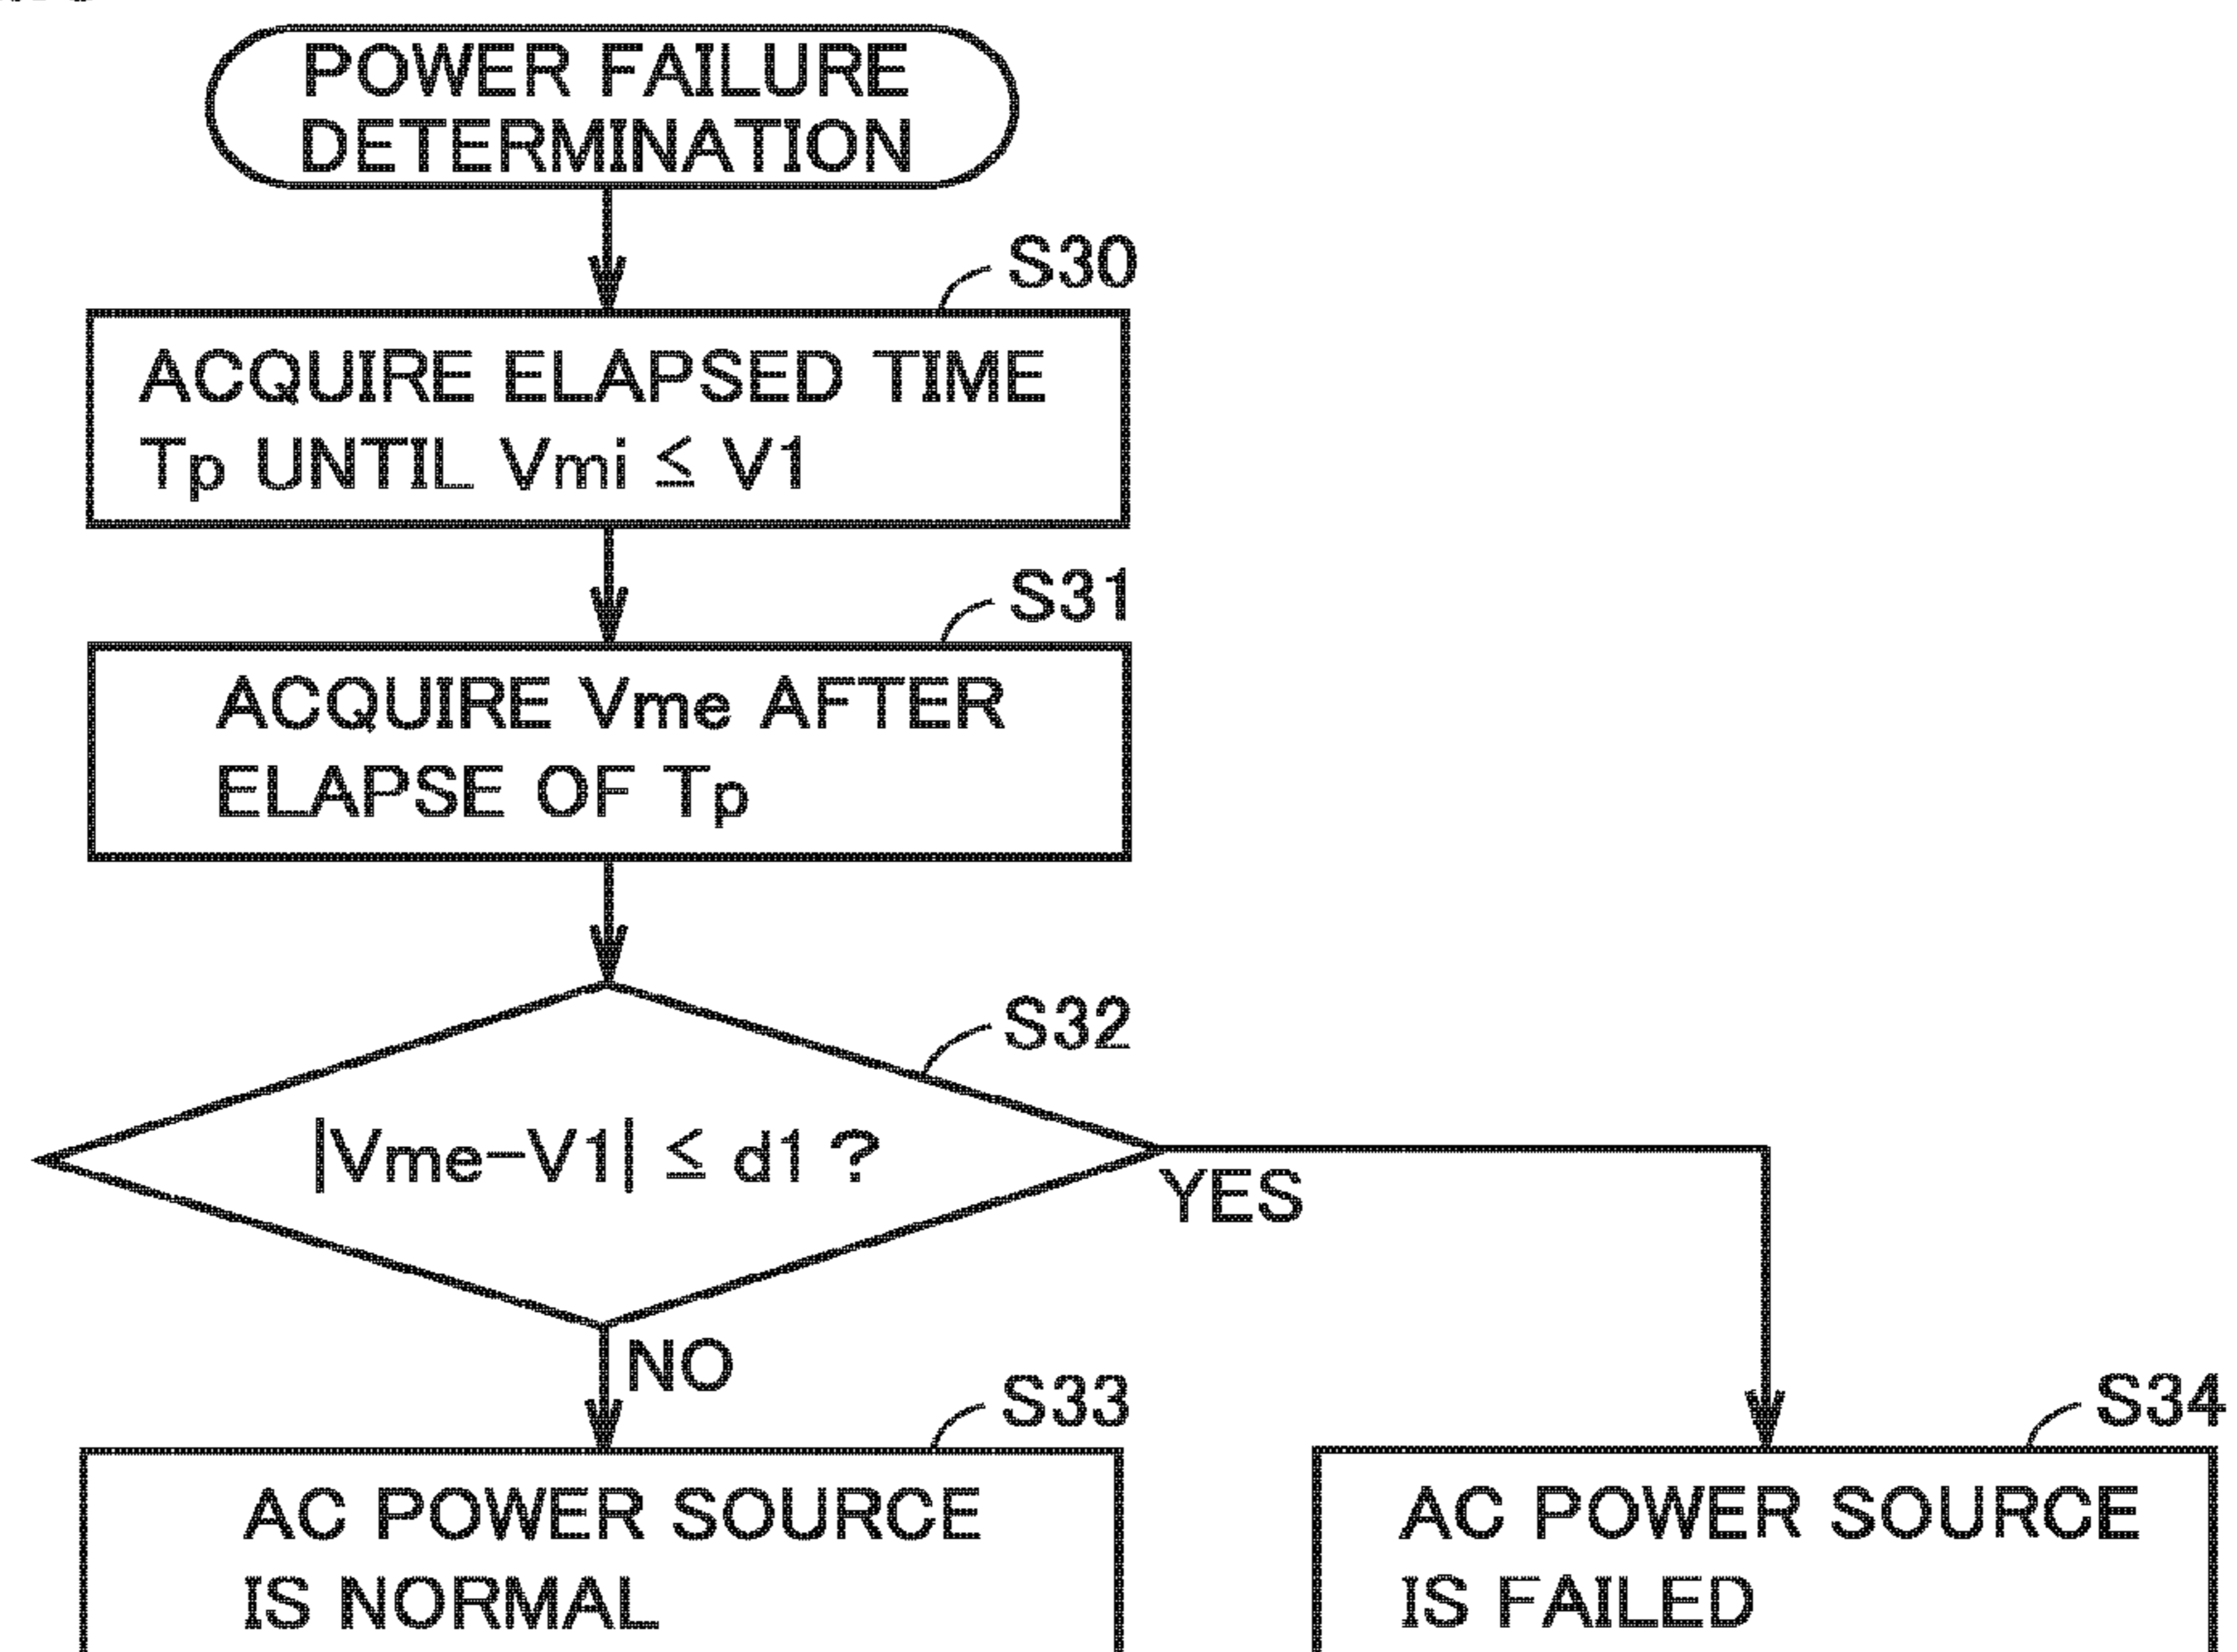 POWER FAILURE
DETERMINATION
S30
ACQUIRE ELAPSED TIME
Tp UNTIL Vmi ≤ V1
S31
ACQUIRE Vme AFTER
ELAPSE OF Tp
S32
|Vme-V1| ≤ d1 ?
YES
NO
S33
S34
AC POWER SOURCE
IS NORMAL
AC POWER SOURCE
IS FAILED